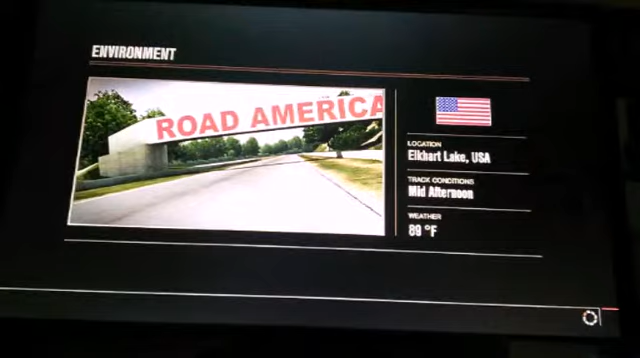 ENVIRONMENT
ROAD AMERICA
LOCATION
Elkhart Lake, USA
TRACK CONDITIONS
Mid Afternoon
WEATHER
89 °F